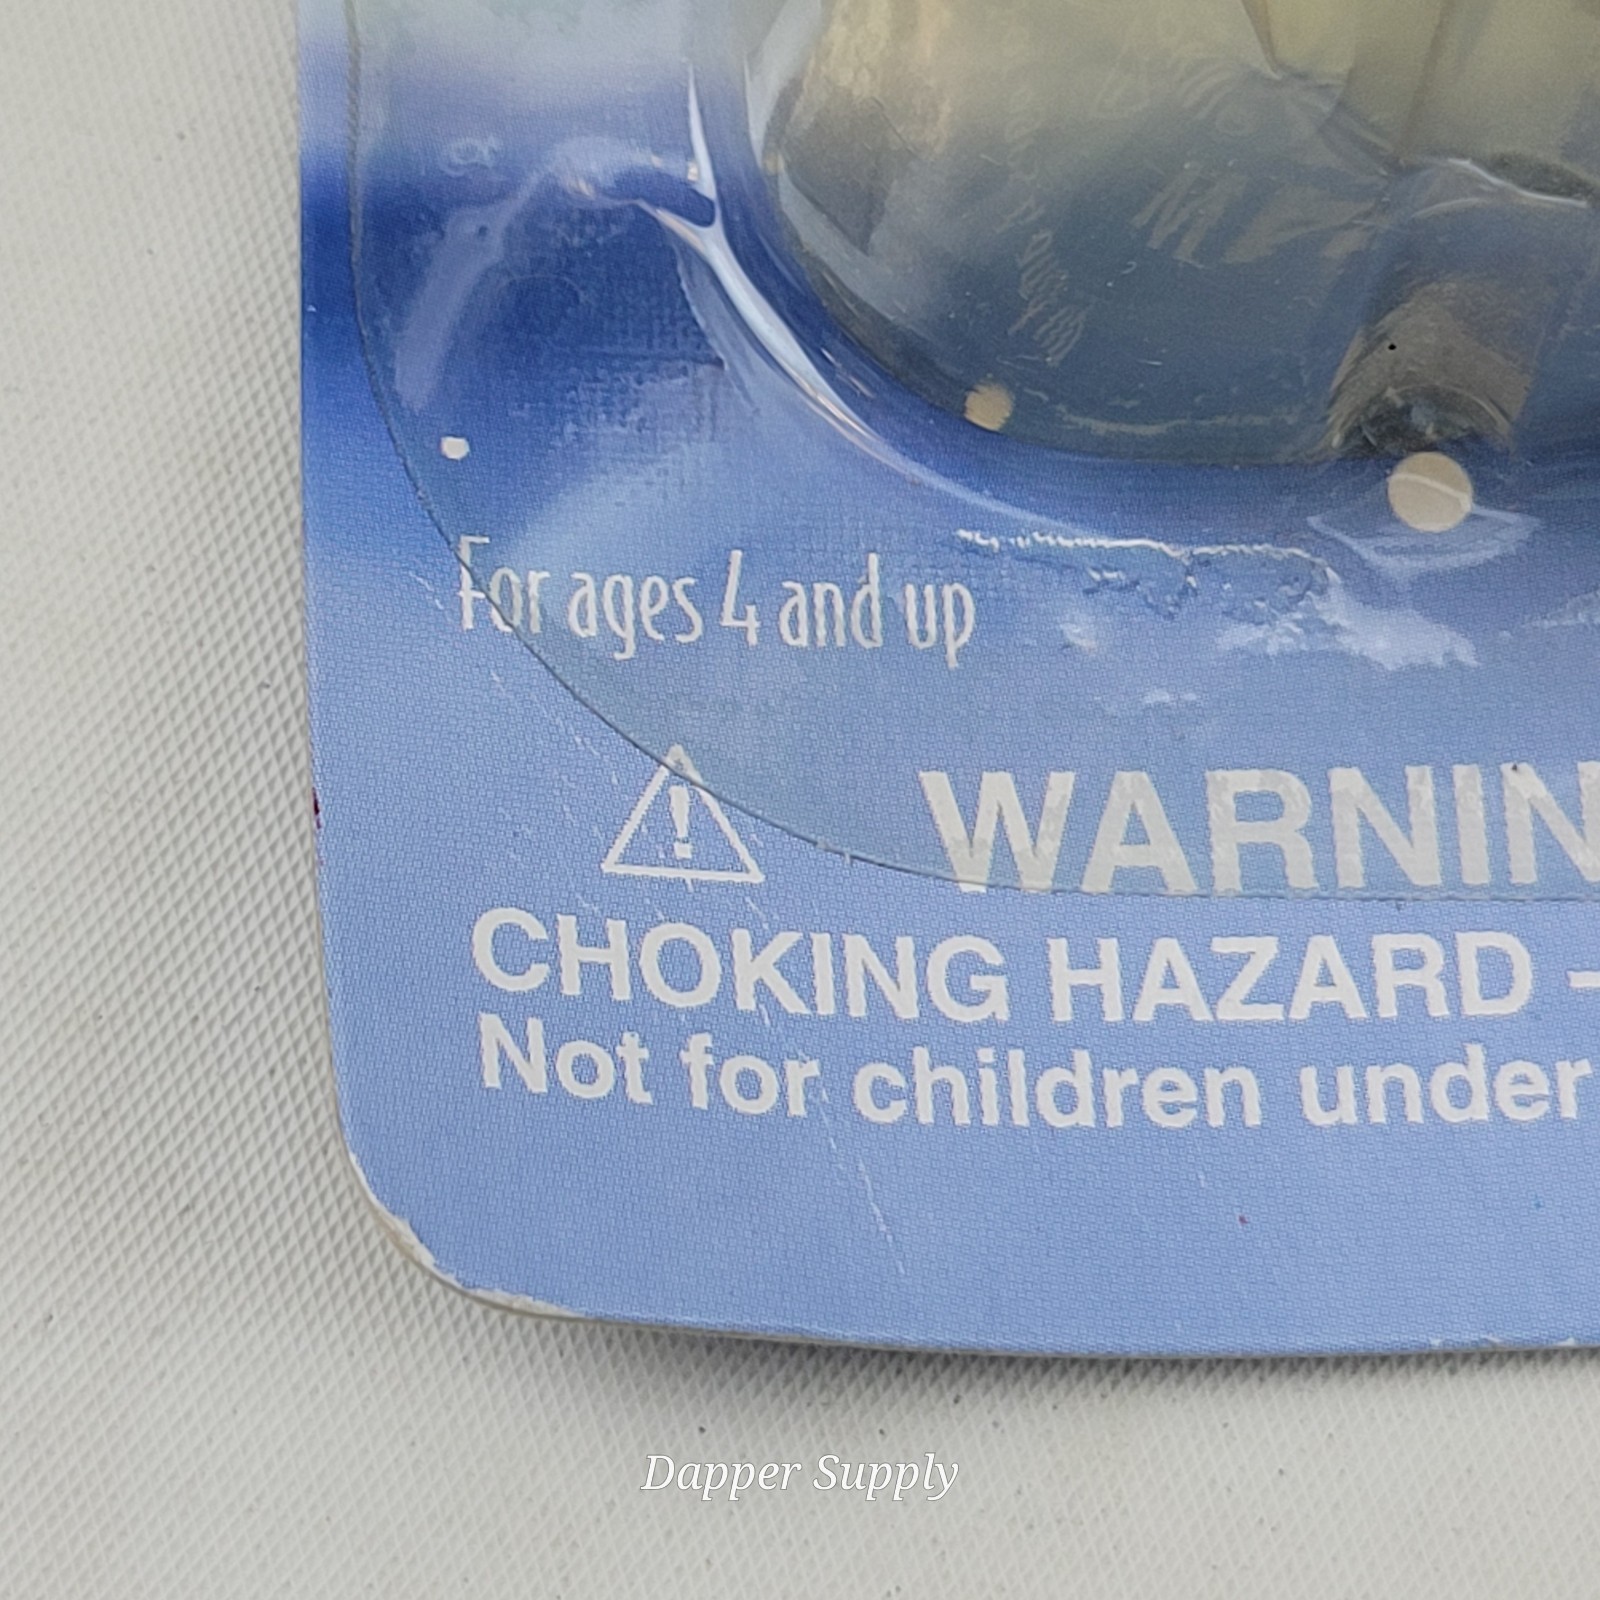 For ages 4 and up
WARNIN
CHOKING HAZARD -
Not for children under
Dapper Supply